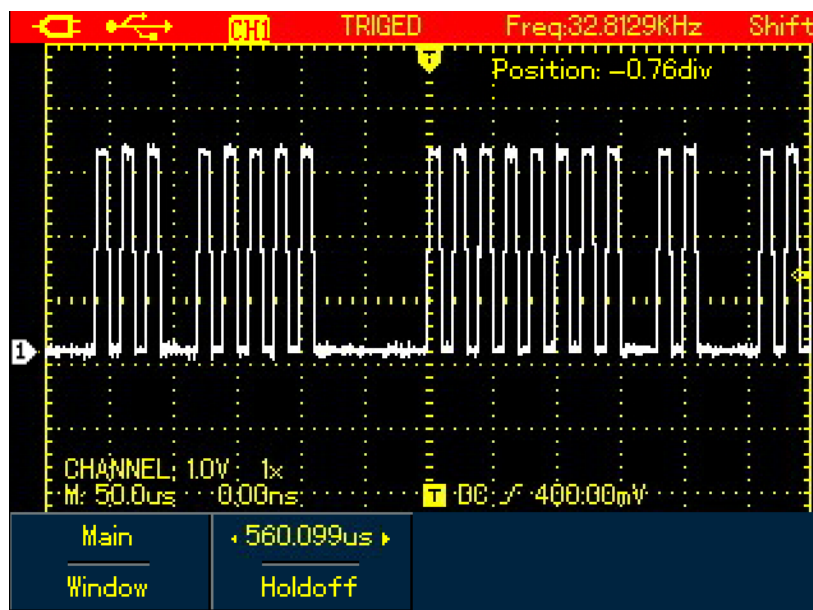 CH1 TRIGED Freq:32.8129KHz Shift
T
Position: -0.76div
1
CHANNEL: 1.0V 1x
M: 50.0us 0.00ns T DC 400.00mV
Main 560.099us
Window Holdoff